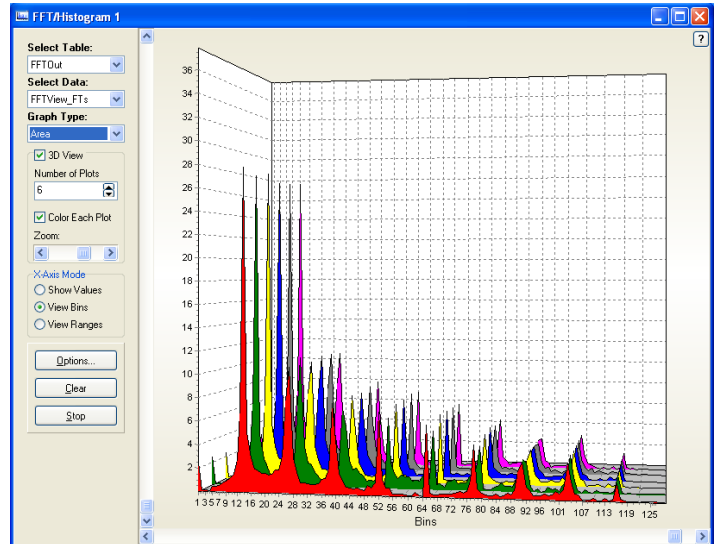 FFT/Histogram 1
Select Table:
FFTOut
Select Data:
FFTView_FTs
Graph Type:
Area
3D View
Number of Plots
6
Color Each Plot
Zoom:
X-Axis Mode
Show Values
View Bins
View Ranges
Options...
Clear
Stop
?
36
34
32
30
28
26
24
22
20
18
16
14
12
10
8
6
4
2
1 3 5 7 9 12 16 20 24 28 32 36 40 44 48 52 56 60 64 68 72 76 80 84 88 92 96 101 107 113 119 125
Bins